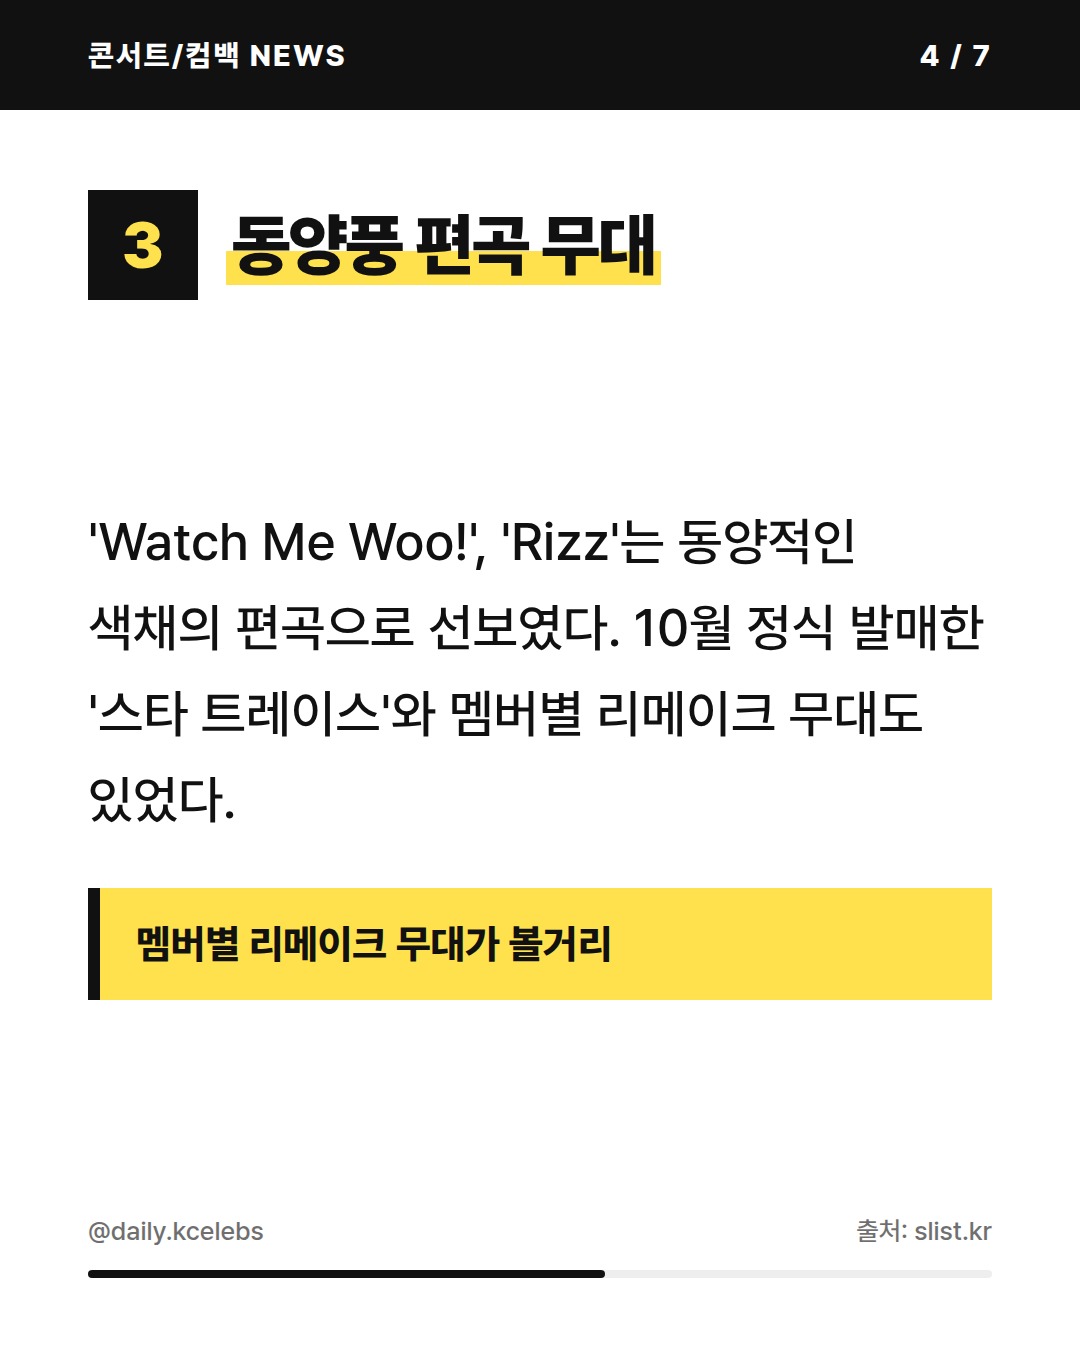 콘서트/컴백 NEWS
4 / 7
3
동양풍 편곡 무대
'Watch Me Woo!', 'Rizz'는 동양적인
색채의 편곡으로 선보였다. 10월 정식 발매한
'스타 트레이스'와 멤버별 리메이크 무대도
있었다.
멤버별 리메이크 무대가 볼거리
@daily.kcelebs
출처: slist.kr